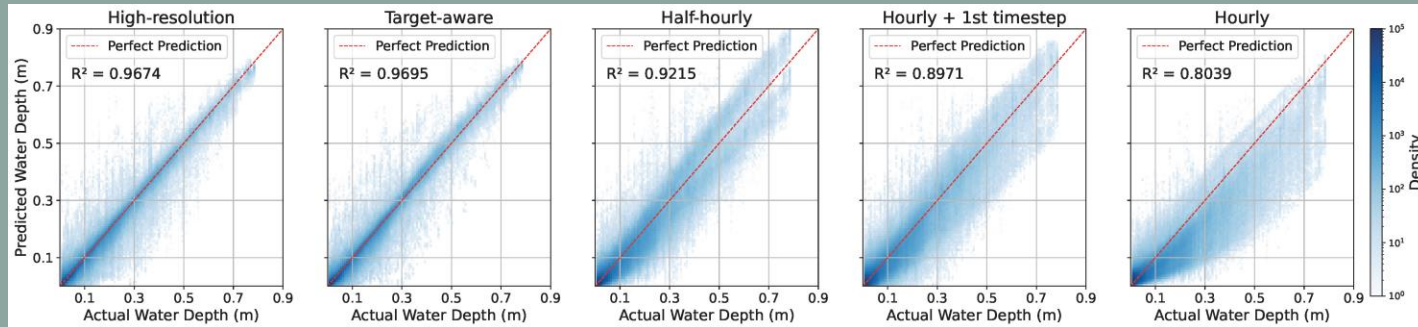 High-resolution
Target-aware
Half-hourly
Hourly + 1st timestep
Hourly
Perfect Prediction
R² = 0.9674
Perfect Prediction
R² = 0.9695
Perfect Prediction
R² = 0.9215
Perfect Prediction
R² = 0.8971
Perfect Prediction
R² = 0.8039
Predicted Water Depth (m)
0.9
0.7
0.5
0.3
0.1
0.1 0.3 0.5 0.7 0.9
0.1 0.3 0.5 0.7 0.9
0.1 0.3 0.5 0.7 0.9
0.1 0.3 0.5 0.7 0.9
0.1 0.3 0.5 0.7 0.9
Actual Water Depth (m)
Actual Water Depth (m)
Actual Water Depth (m)
Actual Water Depth (m)
Actual Water Depth (m)
10⁵
10⁴
10³
10²
10¹
10⁰
Density